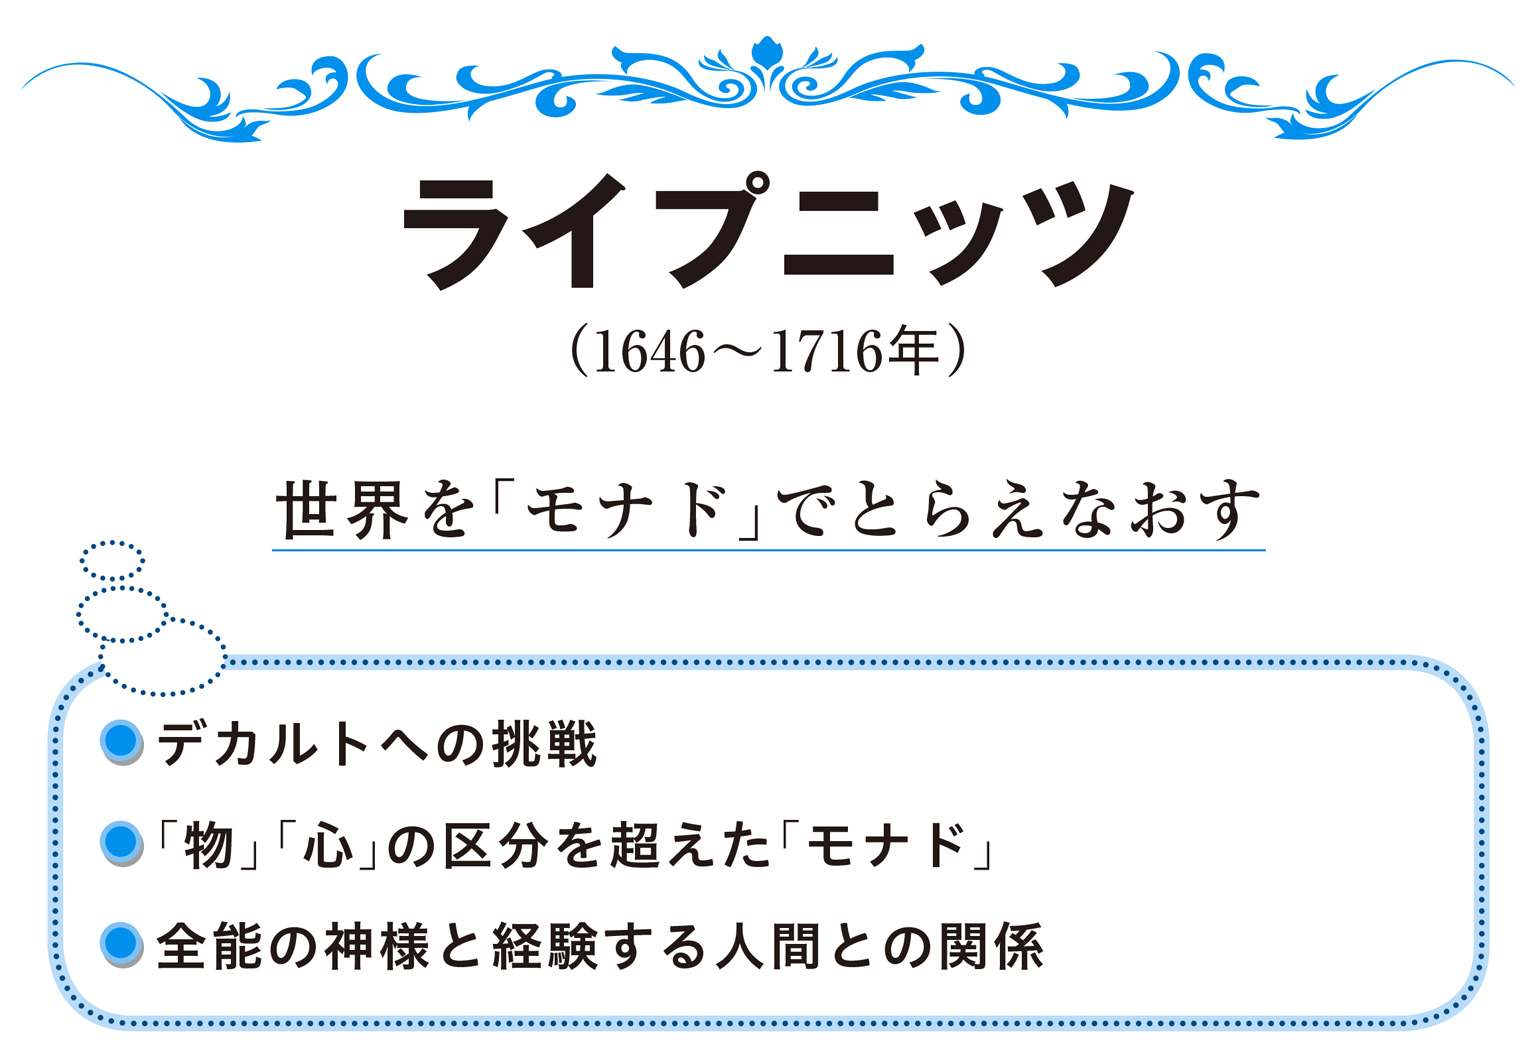 ライプニッツ
（1646～1716年）
世界を「モナド」でとらえなおす
デカルトへの挑戦
「物」「心」の区分を超えた「モナド」
全能の神様と経験する人間との関係